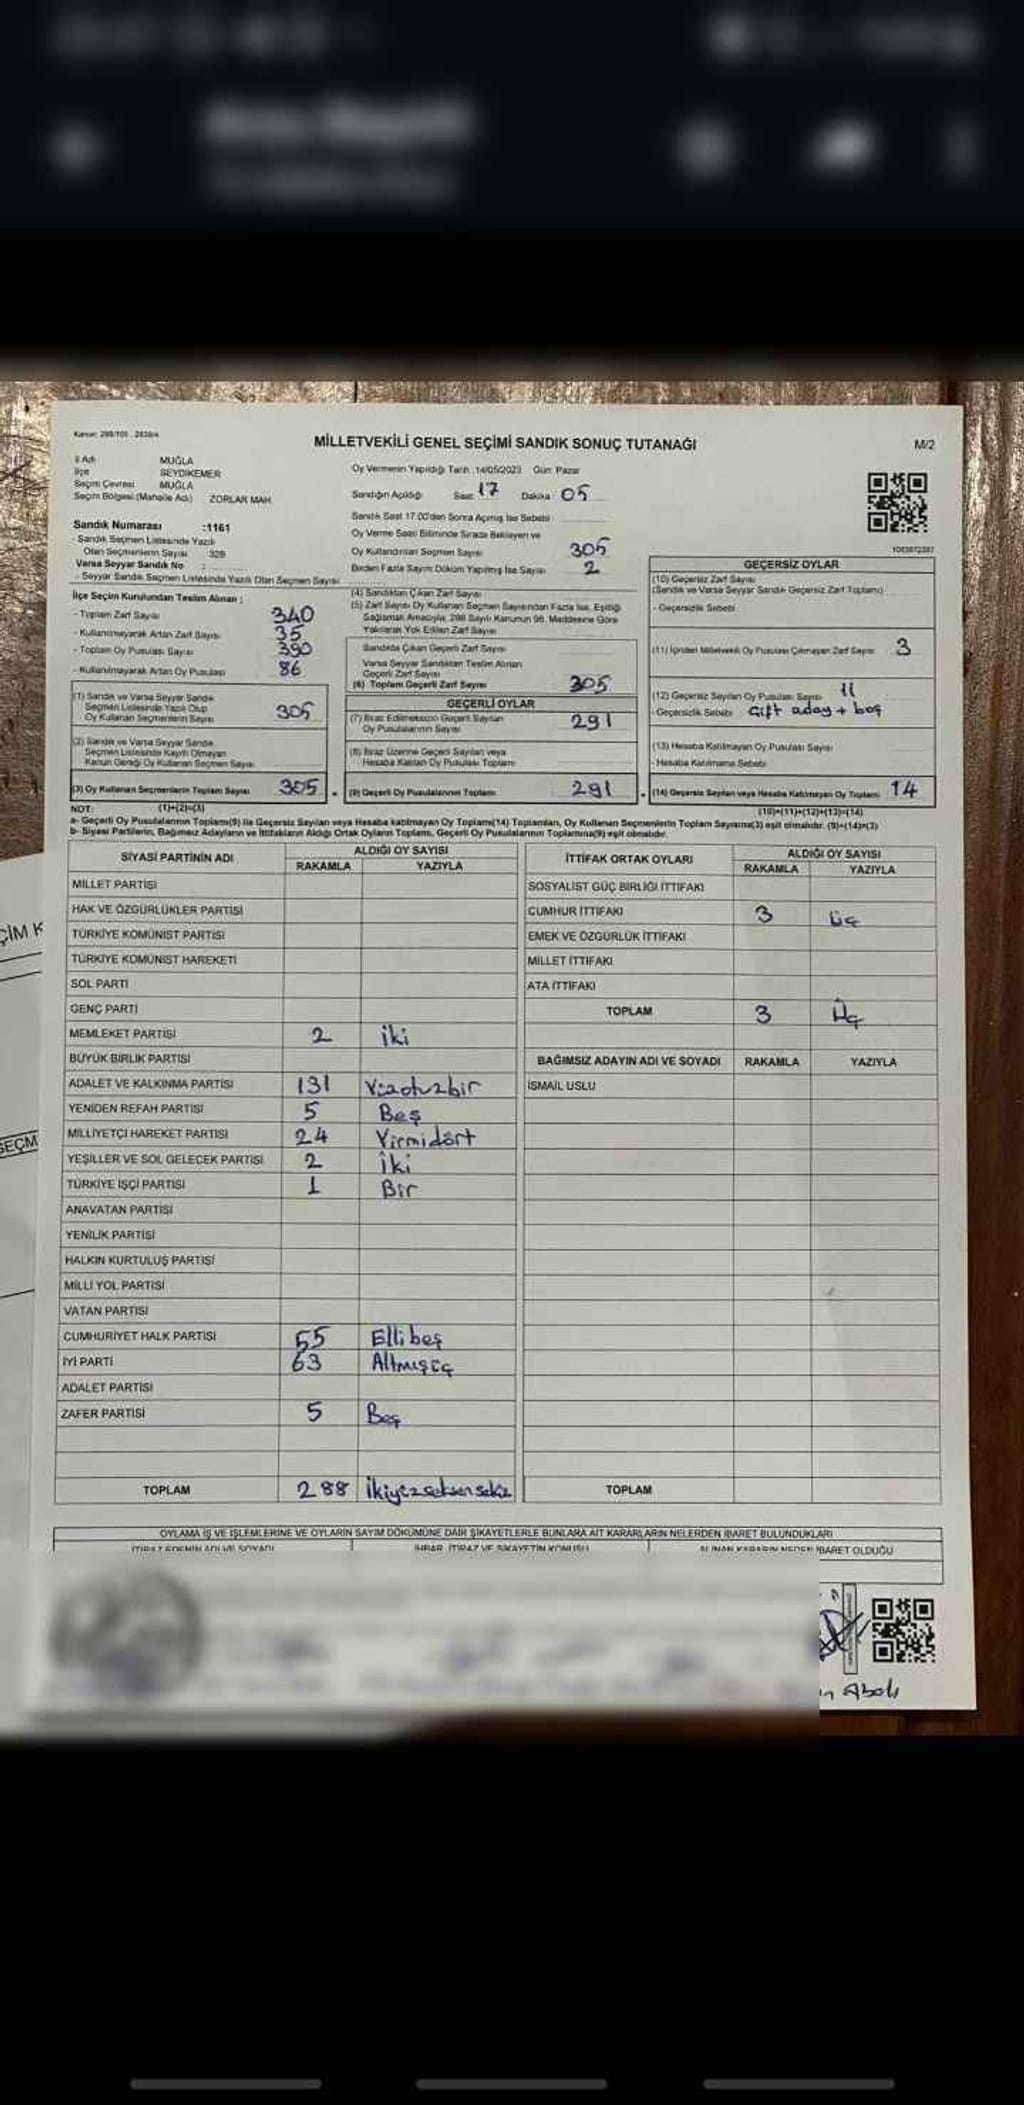 Kanun: 298/105 , 2839/4
MİLLETVEKİLİ GENEL SEÇİMİ SANDIK SONUÇ TUTANAĞI
M/2
İl Adı MUĞLA
İlçe SEYDİKEMER
Seçim Çevresi MUĞLA
Seçim Bölgesi (Mahalle Adı) ZORLAR MAH.
Oy Vermenin Yapıldığı Tarih :14/05/2023 Gün: Pazar
Sandığın Açıldığı Saat: 17 Dakika 05
Sandık Saat 17.00'den Sonra Açılmış İse Sebebi
Sandık Numarası :1161
- Sandık Seçmen Listesinde Yazılı
Olan Seçmenlerin Sayısı 326
Varsa Seyyar Sandık No :
- Seyyar Sandık Seçmen Listesinde Yazılı Olan Seçmen Sayısı
Oy Verme Saati Bitiminde Sırada Bekleyen ve
Oy Kullandırılan Seçmen Sayısı 305
Birden Fazla Sayım Döküm Yapılmış İse Sayısı 2
İlçe Seçim Kurulundan Teslim Alınan :
- Toplam Zarf Sayısı 340
- Kullanılmayarak Artan Zarf Sayısı 35
- Toplam Oy Pusulası Sayısı 390
- Kullanılmayarak Artan Oy Pusulası 86
(1) Sandık ve Varsa Seyyar Sandık
Seçmen Listesinde Yazılı Olup
Oy Kullanan Seçmenlerin Sayısı 305
(2) Sandık ve Varsa Seyyar Sandık
Seçmen Listesinde Kayıtlı Olmayan
Kanun Gereği Oy Kullanan Seçmen Sayısı
(3) Oy Kullanan Seçmenlerin Toplam Sayısı 305
(4) Sandıktan Çıkan Zarf Sayısı
(5) Zarf Sayısı Oy Kullanan Seçmen Sayısından Fazla İse, Eşitliği
Sağlamak Amacıyla, 298 Sayılı Kanunun 98. Maddesine Göre
Yakılarak Yok Edilen Zarf Sayısı
Sandıkta Çıkan Geçerli Zarf Sayısı
Varsa Seyyar Sandıktan Teslim Alınan
Geçerli Zarf Sayısı
(6) Toplam Geçerli Zarf Sayısı 305
GEÇERLİ OYLAR
(7) İtiraz Edilmeksizin Geçerli Sayılan
Oy Pusulalarının Sayısı 291
(8) İtiraz Üzerine Geçerli Sayılan veya
Hesaba Katılan Oy Pusulası Toplamı
(9) Geçerli Oy Pusulalarının Toplamı 291
1083872387
GEÇERSİZ OYLAR
(10) Geçersiz Zarf Sayısı
(Sandık ve Varsa Seyyar Sandık Geçersiz Zarf Toplamı)
- Geçersizlik Sebebi
(11) İçinden Milletvekili Oy Pusulası Çıkmayan Zarf Sayısı 3
(12) Geçersiz Sayılan Oy Pusulası Sayısı 11
- Geçersizlik Sebebi Çift aday + boş
(13) Hesaba Katılmayan Oy Pusulası Sayısı
- Hesaba Katılmama Sebebi
(14) Geçersiz Sayılan veya Hesaba Katılmayan Oy Toplamı 14
NOT: (1)+(2)=(3) (10)+(11)+(12)+(13)=(14)
a- Geçerli Oy Pusulalarının Toplamı(9) ile Geçersiz Sayılan veya Hesaba katılmayan Oy Toplamı(14) Toplamları, Oy Kullanan Seçmenlerin Toplam Sayısına(3) eşit olmalıdır. (9)+(14)=(3)
b- Siyasi Partilerin, Bağımsız Adayların ve İttifakların Aldığı Ortak Oyların Toplamı, Geçerli Oy Pusulalarının Toplamına(9) eşit olmalıdır.
SİYASİ PARTİNİN ADI ALDIĞI OY SAYISI
RAKAMLA YAZIYLA
MİLLET PARTİSİ
HAK VE ÖZGÜRLÜKLER PARTİSİ
TÜRKİYE KOMÜNİST PARTİSİ
TÜRKİYE KOMÜNİST HAREKETİ
SOL PARTİ
GENÇ PARTİ
MEMLEKET PARTİSİ 2 iki
BÜYÜK BİRLİK PARTİSİ
ADALET VE KALKINMA PARTİSİ 131 Yüzotuzbir
YENİDEN REFAH PARTİSİ 5 Beş
MİLLİYETÇİ HAREKET PARTİSİ 24 Yirmidört
YEŞİLLER VE SOL GELECEK PARTİSİ 2 İki
TÜRKİYE İŞÇİ PARTİSİ 1 Bir
ANAVATAN PARTİSİ
YENİLİK PARTİSİ
HALKIN KURTULUŞ PARTİSİ
MİLLİ YOL PARTİSİ
VATAN PARTİSİ
CUMHURİYET HALK PARTİSİ 55 Ellibeş
İYİ PARTİ 63 Altmışüç
ADALET PARTİSİ
ZAFER PARTİSİ 5 Beş
TOPLAM 288 İkiyüzseksensekiz
İTTİFAK ORTAK OYLARI ALDIĞI OY SAYISI
RAKAMLA YAZIYLA
SOSYALİST GÜÇ BİRLİĞİ İTTİFAKI
CUMHUR İTTİFAKI 3 üç
EMEK VE ÖZGÜRLÜK İTTİFAKI
MİLLET İTTİFAKI
ATA İTTİFAKI
TOPLAM 3 Üç
BAĞIMSIZ ADAYIN ADI VE SOYADI RAKAMLA YAZIYLA
İSMAİL USLU
TOPLAM
OYLAMA İŞ VE İŞLEMLERİNE VE OYLARIN SAYIM DÖKÜMÜNE DAİR ŞİKAYETLERLE BUNLARA AİT KARARLARIN NELERDEN İBARET BULUNDUKLARI
İTİRAZ EDENİN ADI VE SOYADI İHBAR, İTİRAZ VE ŞİKAYETİN KONUSU ALINAN KARARIN NEDEN İBARET OLDUĞU